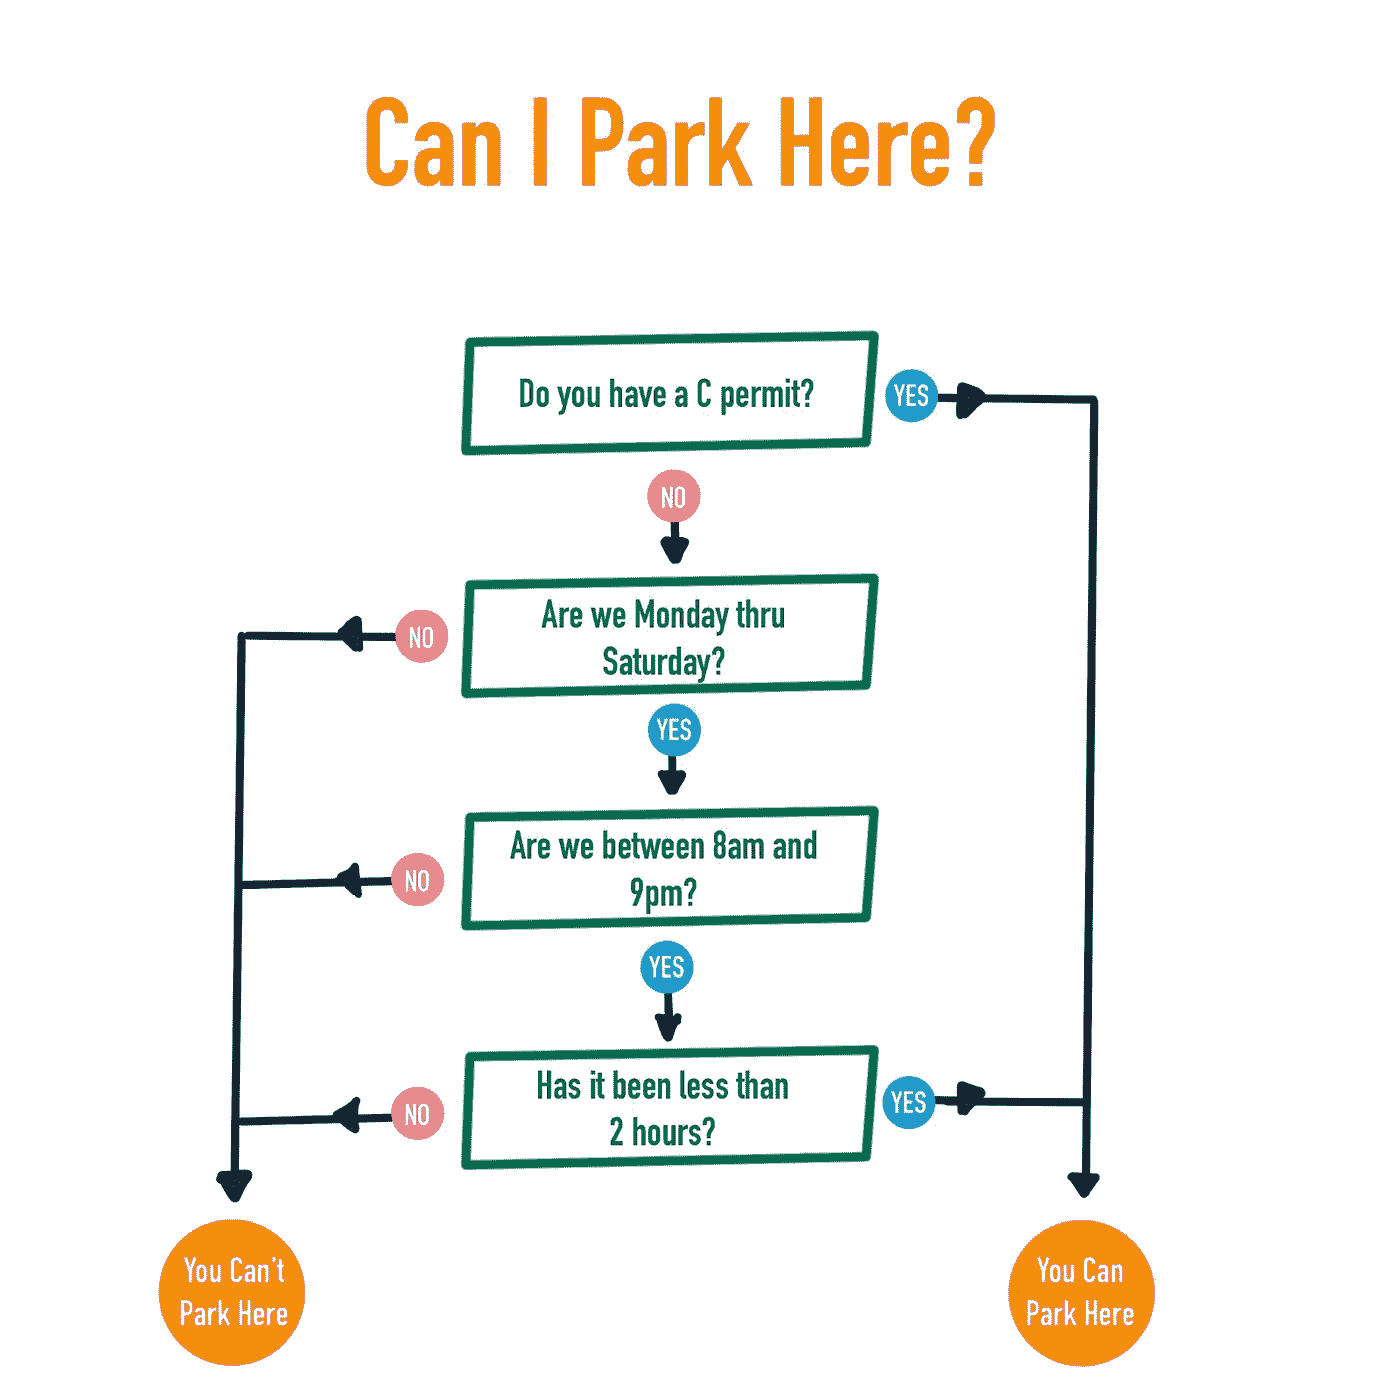 Can I Park Here?
Do you have a C permit?
YES
NO
Are we Monday thru
Saturday?
NO
YES
Are we between 8am and
9pm?
NO
YES
Has it been less than
2 hours?
NO
YES
You Can't
Park Here
You Can
Park Here